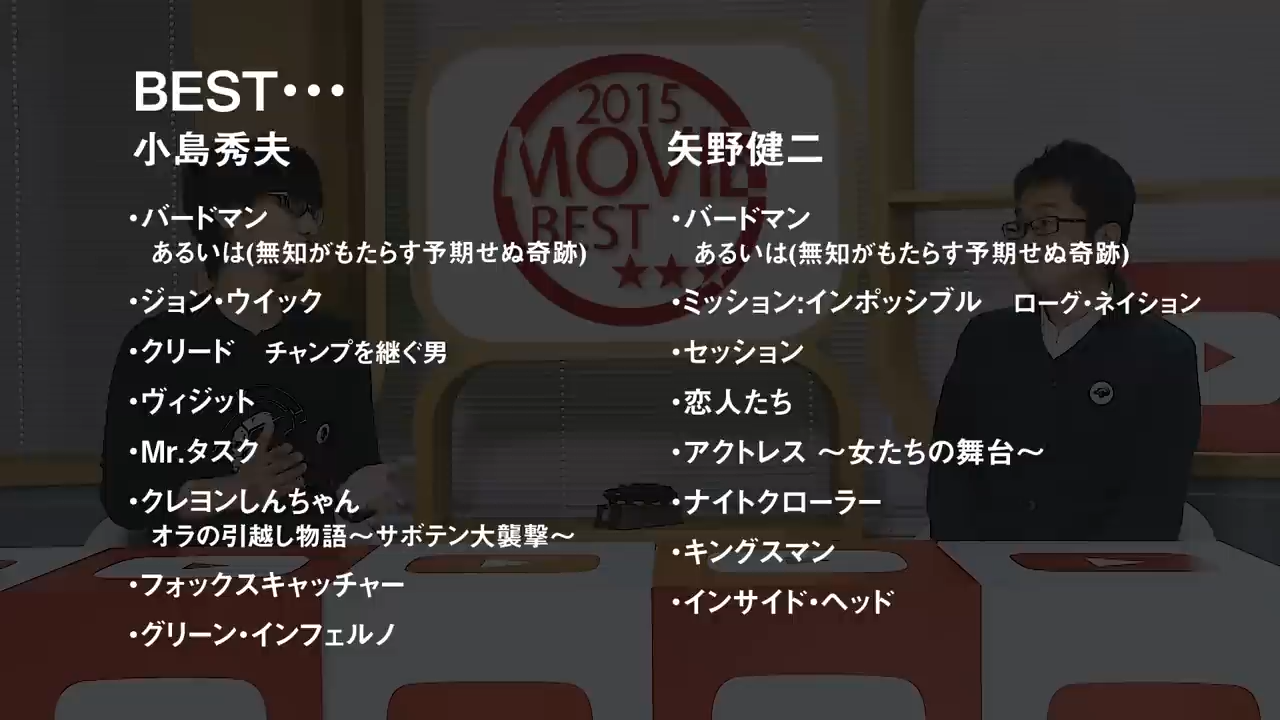 BEST･･･
小島秀夫
・バードマン
あるいは(無知がもたらす予期せぬ奇跡)
・ジョン・ウイック
・クリード　チャンプを継ぐ男
・ヴィジット
・Mr.タスク
・クレヨンしんちゃん
オラの引越し物語～サボテン大襲撃～
・フォックスキャッチャー
・グリーン・インフェルノ
矢野健二
・バードマン
あるいは(無知がもたらす予期せぬ奇跡)
・ミッション:インポッシブル　ローグ・ネイション
・セッション
・恋人たち
・アクトレス ～女たちの舞台～
・ナイトクローラー
・キングスマン
・インサイド・ヘッド
2015
MOVIE
BEST